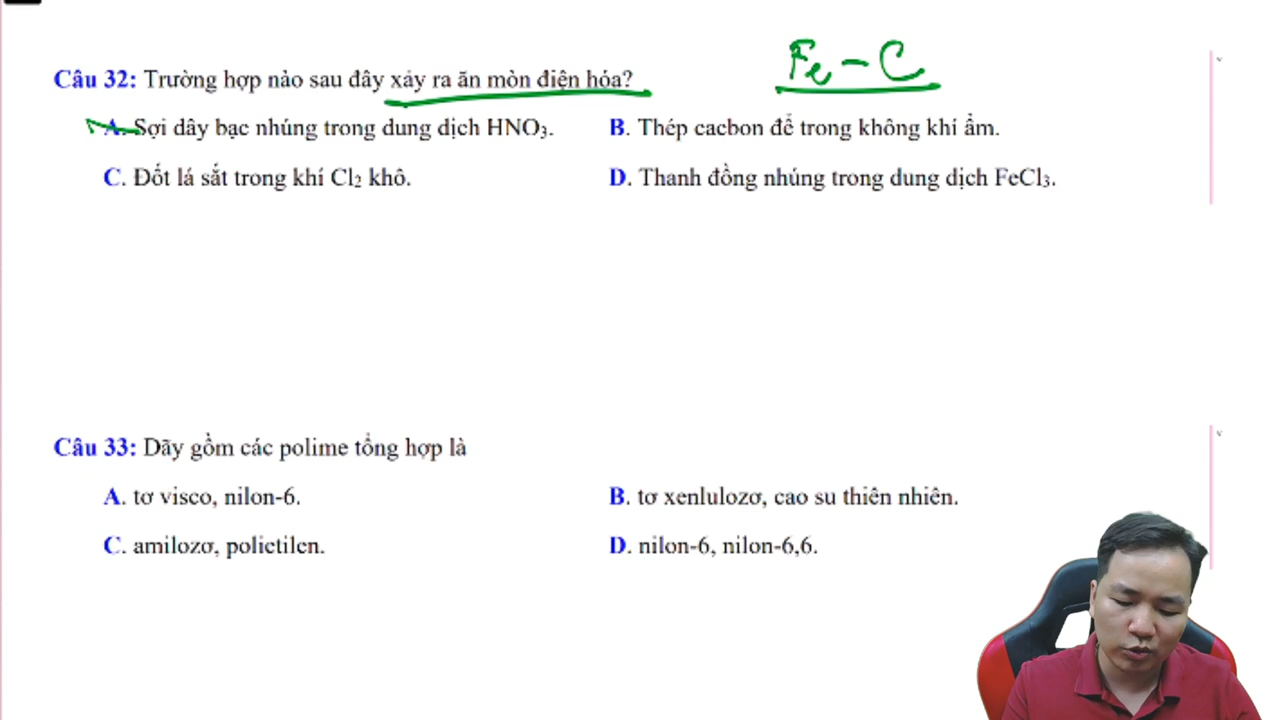 Fe - C
Câu 32: Trường hợp nào sau đây xảy ra ăn mòn điện hóa?
A. Sợi dây bạc nhúng trong dung dịch HNO₃. B. Thép cacbon để trong không khí ẩm.
C. Đốt lá sắt trong khí Cl₂ khô. D. Thanh đồng nhúng trong dung dịch FeCl₃.
Câu 33: Dãy gồm các polime tổng hợp là
A. tơ visco, nilon-6. B. tơ xenlulozơ, cao su thiên nhiên.
C. amilozơ, polietilen. D. nilon-6, nilon-6,6.